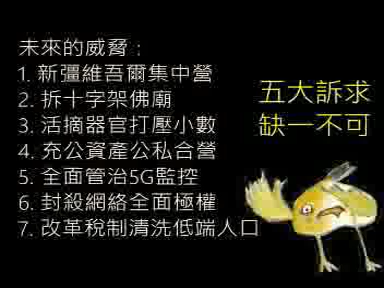 未來的威脅：
1. 新彊維吾爾集中營
2. 拆十字架佛廟
3. 活摘器官打壓小數
4. 充公資產公私合營
5. 全面管治5G監控
6. 封殺網絡全面極權
7. 改革稅制清洗低端人口
五大訴求
缺一不可